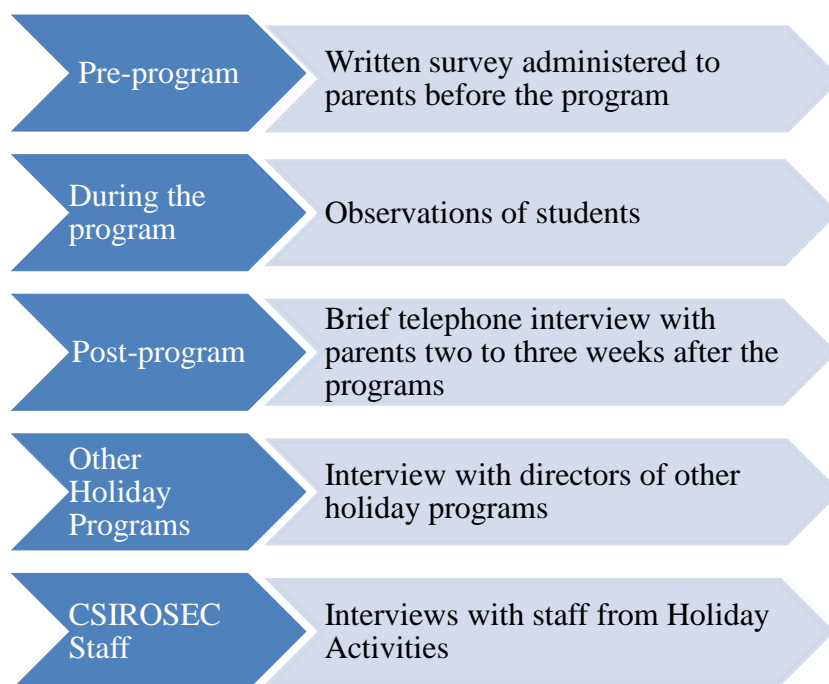 Pre-program
Written survey administered to
parents before the program
During the
program
Observations of students
Post-program
Brief telephone interview with
parents two to three weeks after the
programs
Other
Holiday
Programs
Interview with directors of other
holiday programs
CSIROSEC
Staff
Interviews with staff from Holiday
Activities